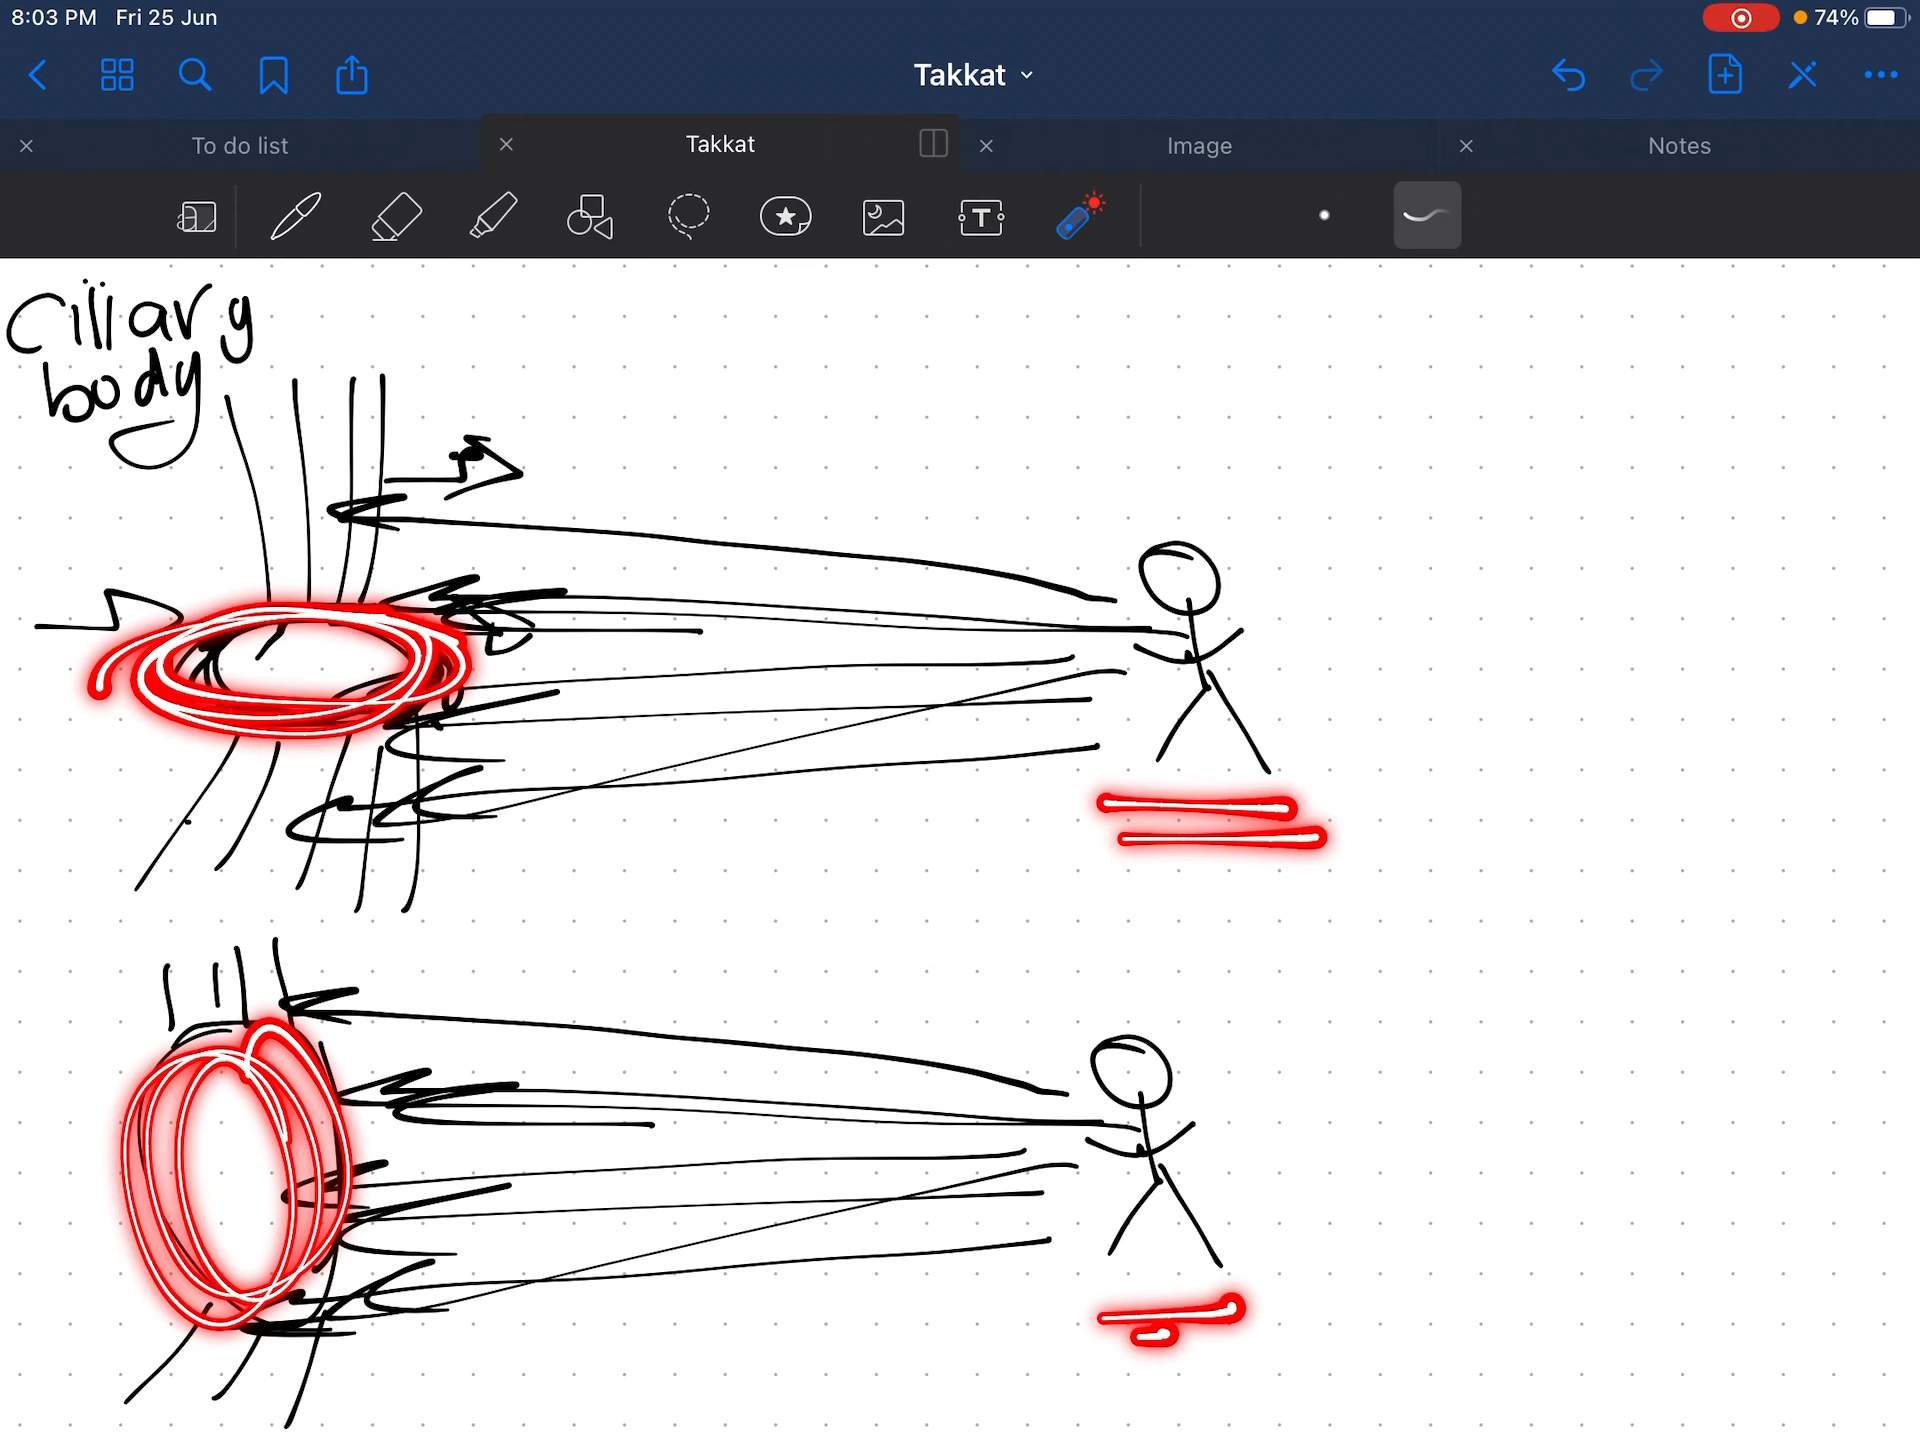 8:03 PM Fri 25 Jun
74%
Takkat
To do list
Takkat
Image
Notes
a
T
Ciliary
body